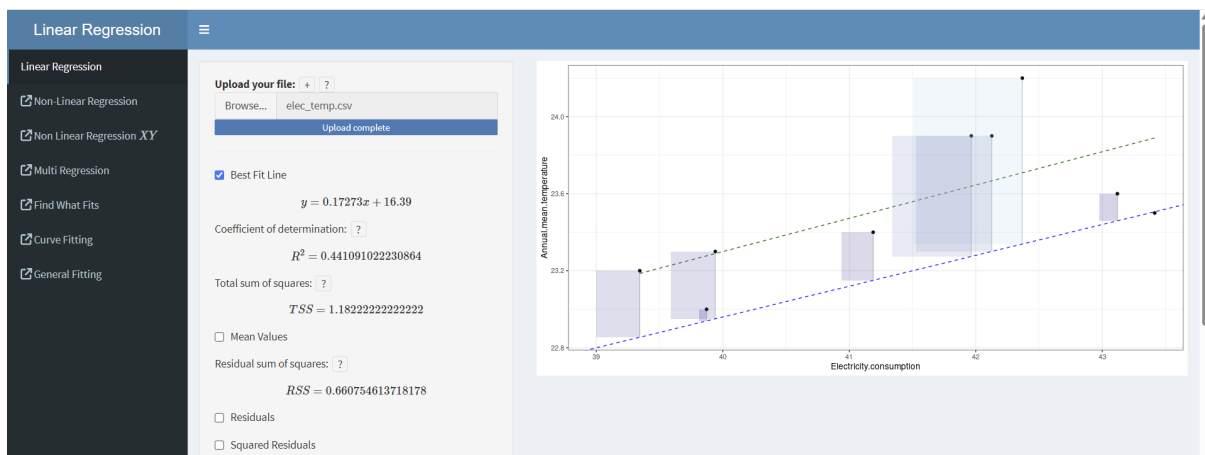 Linear Regression
Linear Regression
Non-Linear Regression
Non Linear Regression XY
Multi Regression
Find What Fits
Curve Fitting
General Fitting
Upload your file: + ?
Browse... elec_temp.csv
Upload complete
Best Fit Line
y = 0.17273x + 16.39
Coefficient of determination: ?
R² = 0.441091022230864
Total sum of squares: ?
TSS = 1.18222222222222
Mean Values
Residual sum of squares: ?
RSS = 0.660754613718178
Residuals
Squared Residuals
Annual.mean.temperature
24.0
23.6
23.2
22.8
39 40 41 42 43
Electricity.consumption